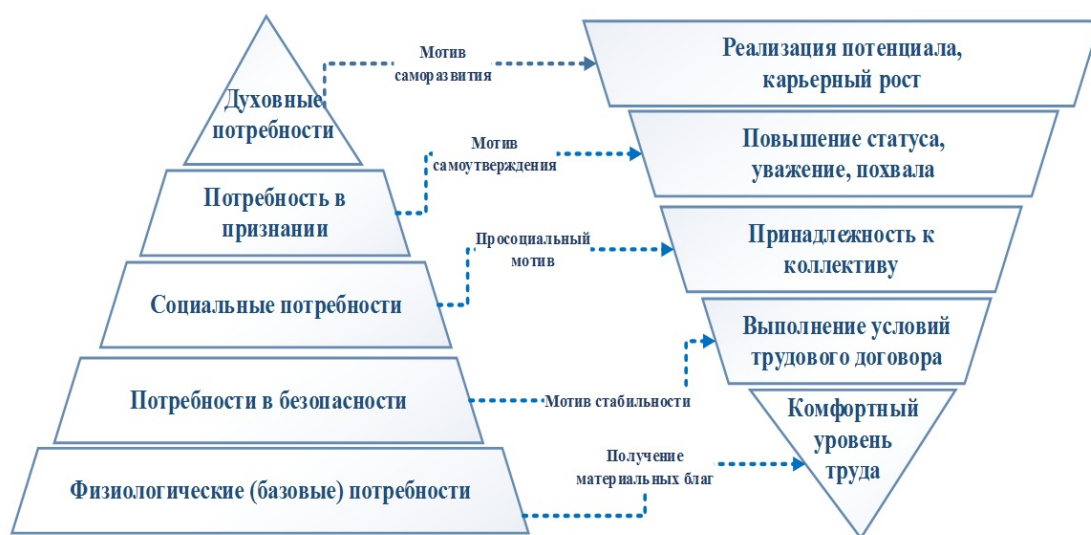 Духовные
потребности
Мотив
саморазвития
Реализация потенциала,
карьерный рост
Потребность в
признании
Мотив
самоутверждения
Повышение статуса,
уважение, похвала
Социальные потребности
Просоциальный
мотив
Принадлежность к
коллективу
Потребности в безопасности
Мотив стабильности
Выполнение условий
трудового договора
Физиологические (базовые) потребности
Получение
материальных благ
Комфортный
уровень
труда